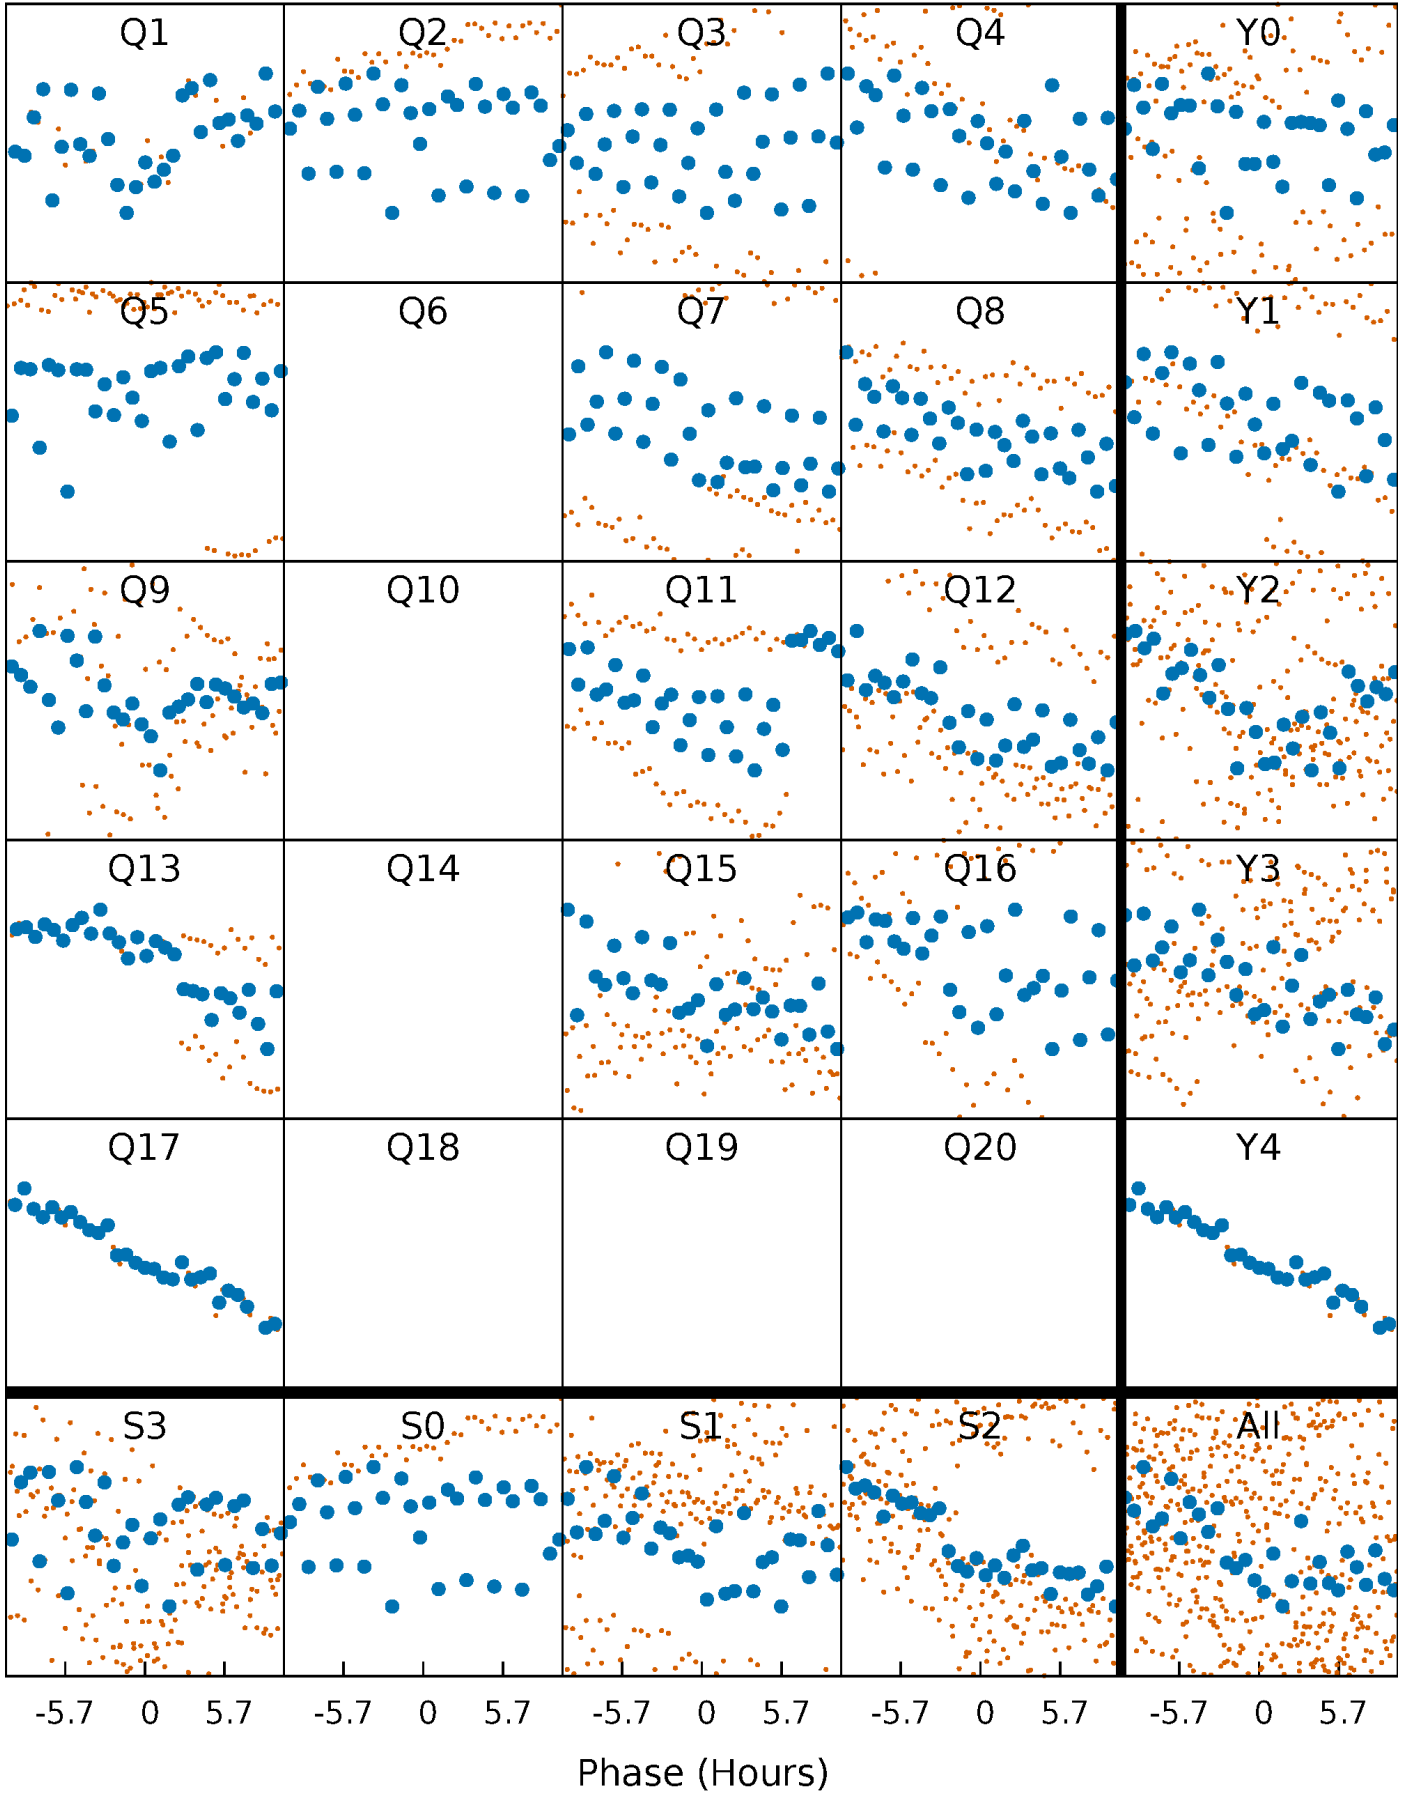 Q1 Q2 Q3 Q4 Y0
Q5 Q6 Q7 Q8 Y1
Q9 Q10 Q11 Q12 Y2
Q13 Q14 Q15 Q16 Y3
Q17 Q18 Q19 Q20 Y4
S3 S0 S1 S2 All
-5.7 0 5.7 -5.7 0 5.7 -5.7 0 5.7 -5.7 0 5.7 -5.7 0 5.7
Phase (Hours)